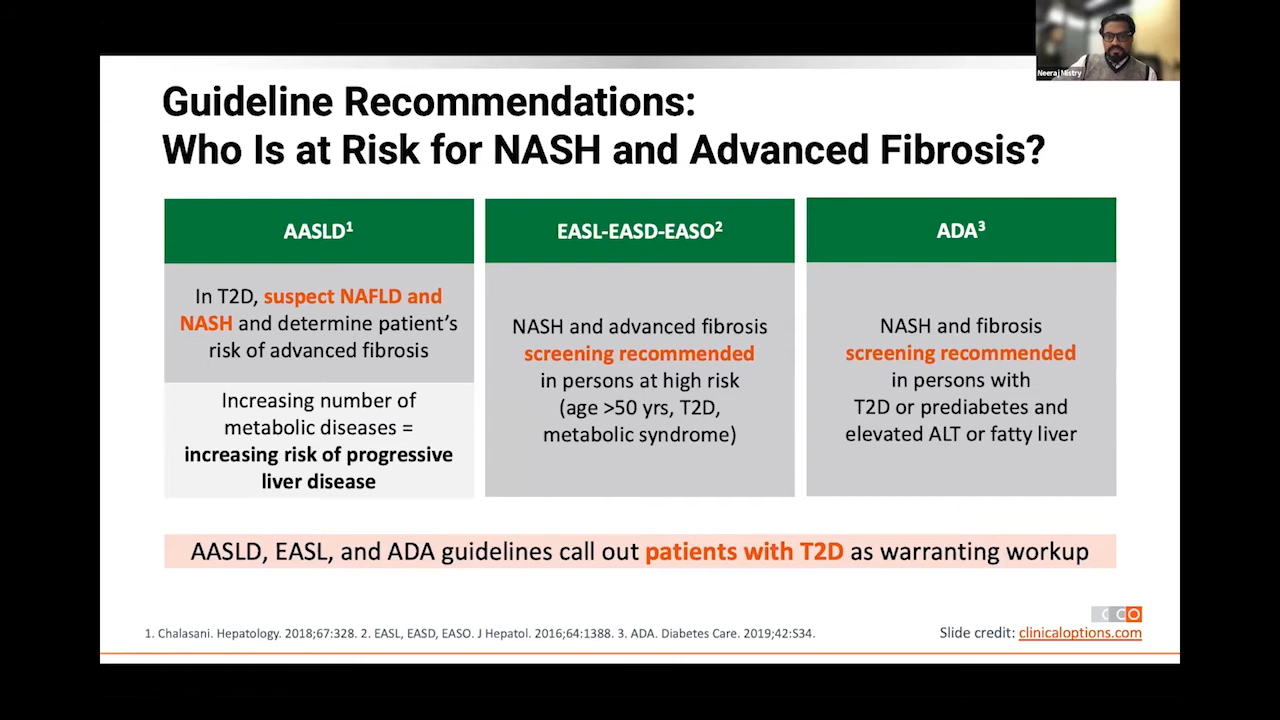 Neeraj Mistry
Guideline Recommendations:
Who Is at Risk for NASH and Advanced Fibrosis?
AASLD1
In T2D, suspect NAFLD and
NASH and determine patient's
risk of advanced fibrosis
Increasing number of
metabolic diseases =
increasing risk of progressive
liver disease
EASL-EASD-EASO2
NASH and advanced fibrosis
screening recommended
in persons at high risk
(age >50 yrs, T2D,
metabolic syndrome)
ADA3
NASH and fibrosis
screening recommended
in persons with
T2D or prediabetes and
elevated ALT or fatty liver
AASLD, EASL, and ADA guidelines call out patients with T2D as warranting workup
CCO
1. Chalasani. Hepatology. 2018;67:328. 2. EASL, EASD, EASO. J Hepatol. 2016;64:1388. 3. ADA. Diabetes Care. 2019;42:S34.
Slide credit: clinicaloptions.com